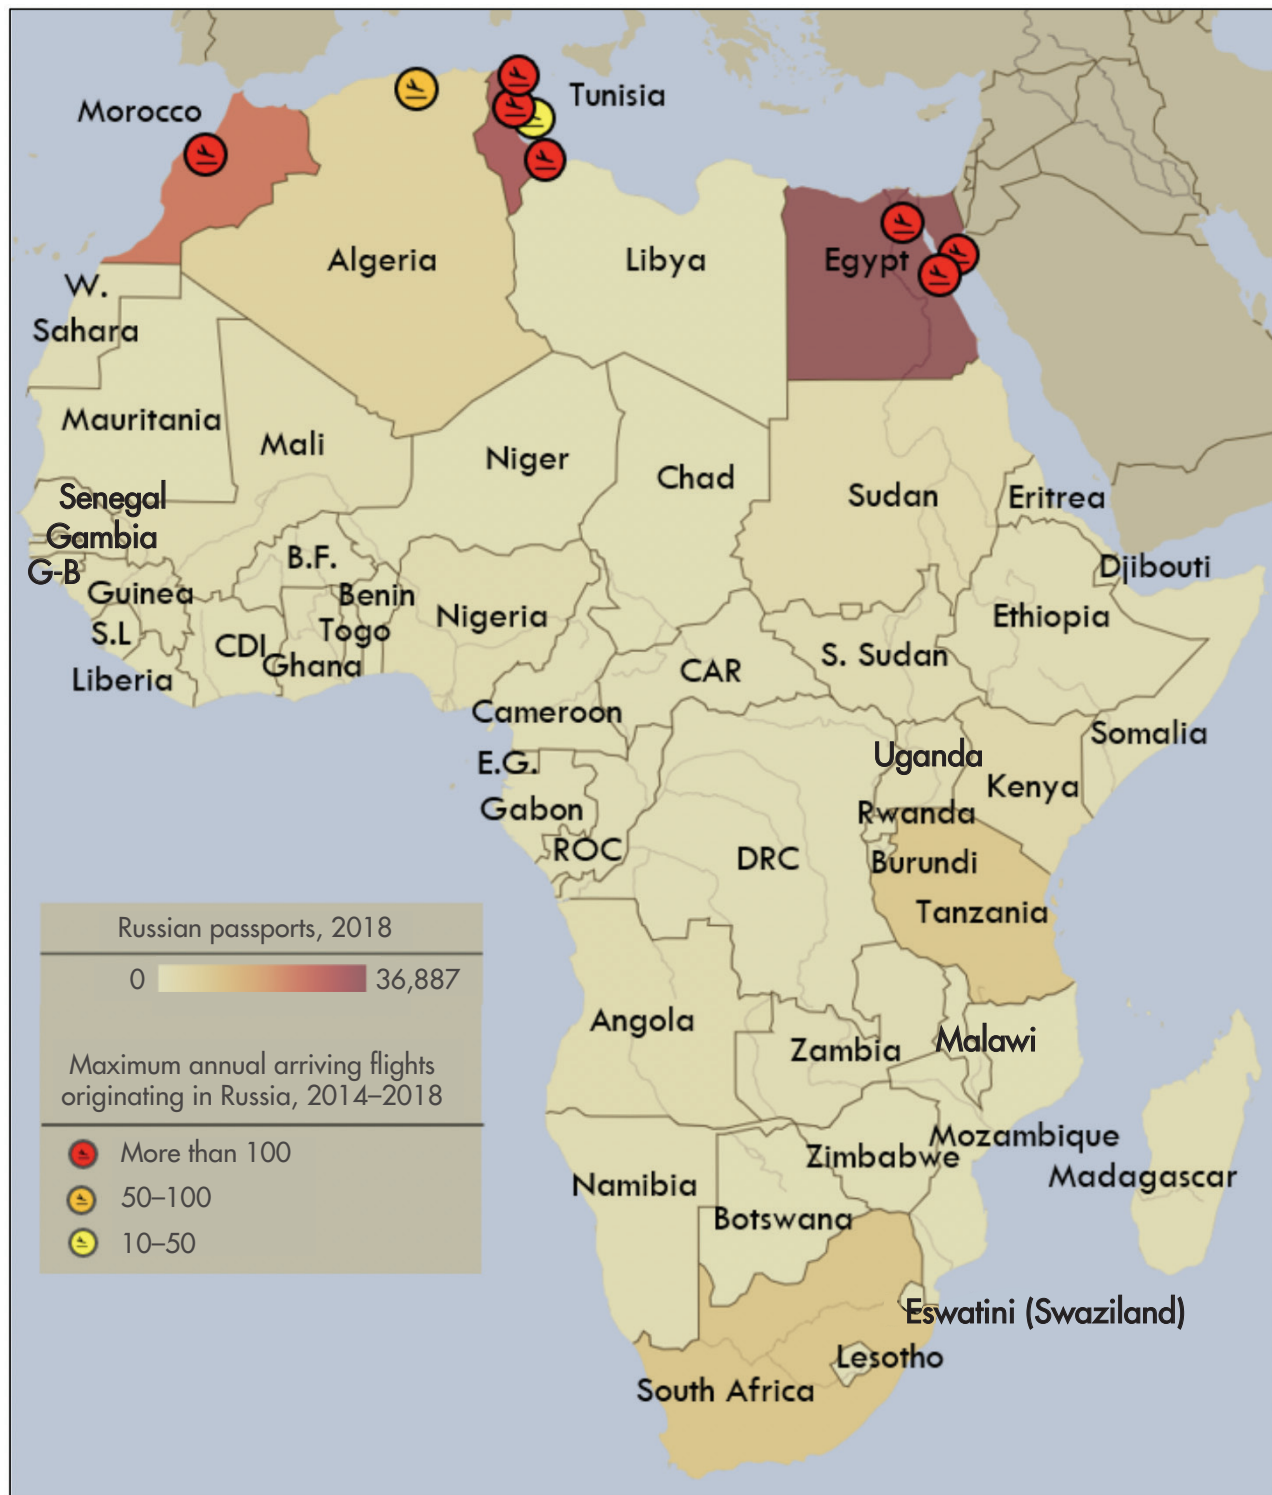 Morocco
Tunisia
Algeria
Libya
Egypt
W.
Sahara
Mauritania
Mali
Niger
Chad
Sudan
Eritrea
Senegal
Gambia
G-B
Guinea
B.F.
Benin
Djibouti
S.L
CDI
Togo
Ghana
Nigeria
Ethiopia
Liberia
CAR
S. Sudan
Cameroon
Somalia
E.G.
Uganda
Kenya
Gabon
Rwanda
ROC
DRC
Burundi
Tanzania
Russian passports, 2018
0 36,887
Maximum annual arriving flights
originating in Russia, 2014–2018
More than 100
50–100
10–50
Angola
Zambia
Malawi
Mozambique
Zimbabwe
Madagascar
Namibia
Botswana
Eswatini (Swaziland)
Lesotho
South Africa